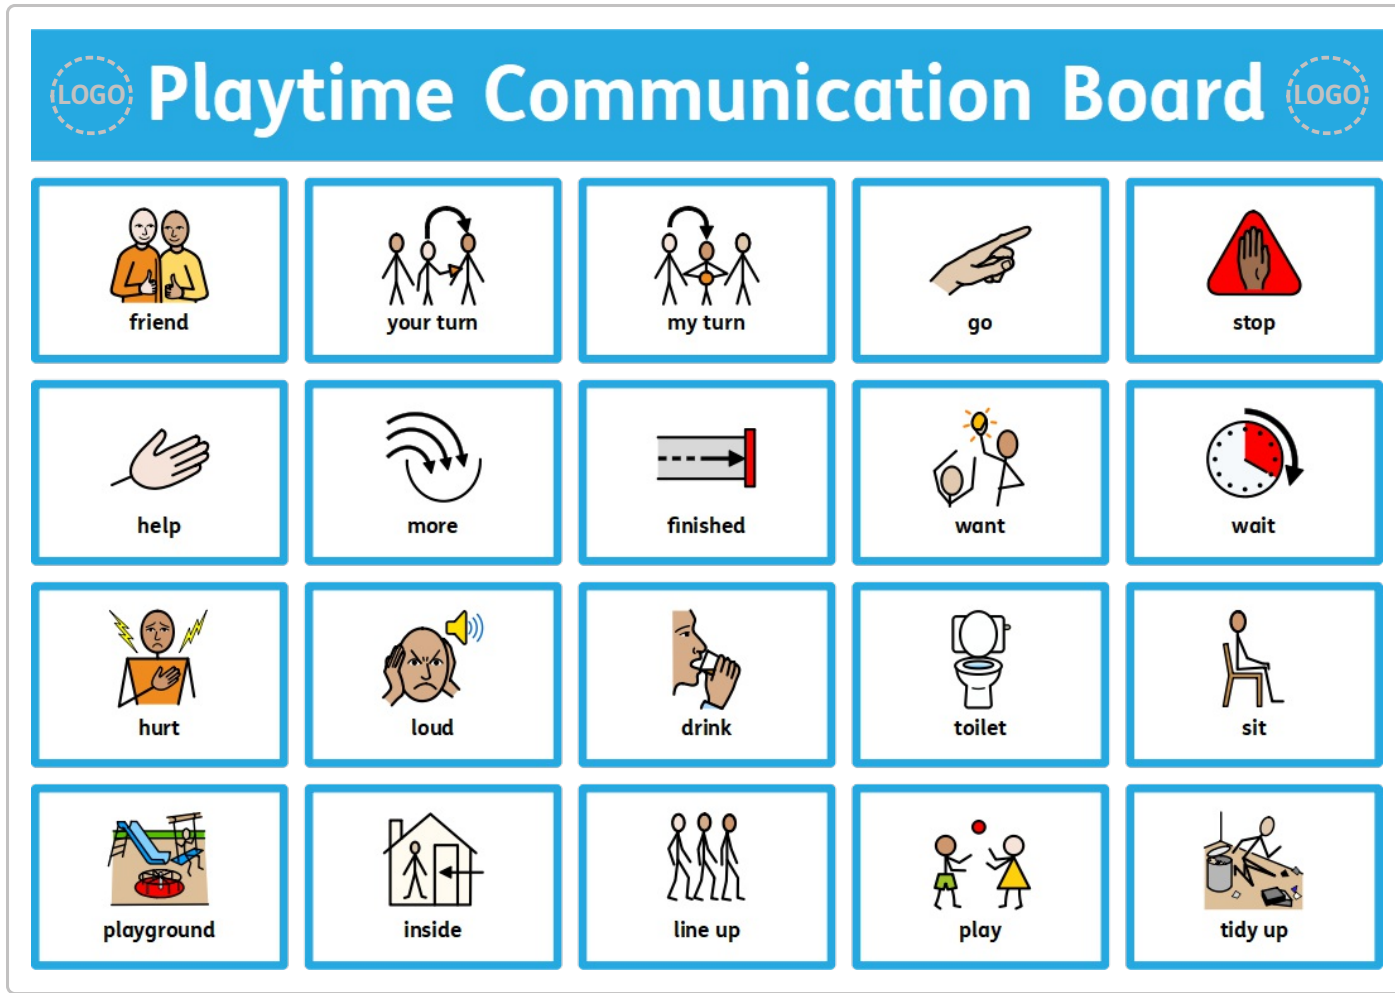 LOGO Playtime Communication Board LOGO
friend your turn my turn go stop
help more finished want wait
hurt loud drink toilet sit
playground inside line up play tidy up